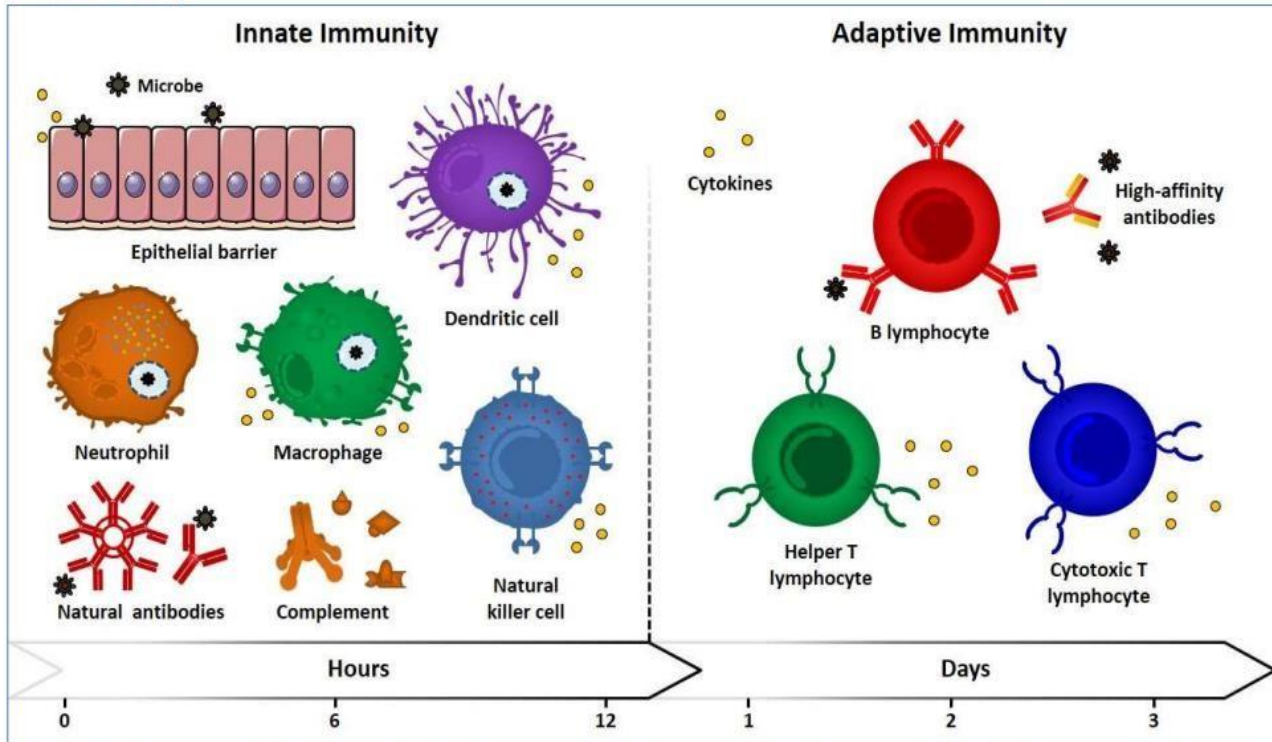 Innate Immunity
Microbe
Epithelial barrier
Dendritic cell
Neutrophil
Macrophage
Natural antibodies
Complement
Natural
killer cell
Adaptive Immunity
Cytokines
High-affinity
antibodies
B lymphocyte
Helper T
lymphocyte
Cytotoxic T
lymphocyte
Hours
Days
0
6
12
1
2
3